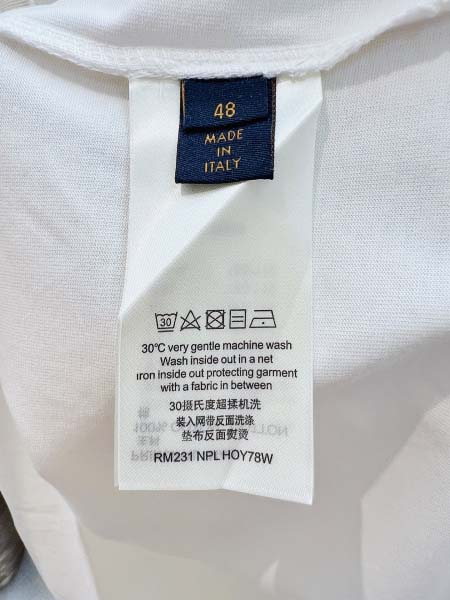 48
MADE
IN
ITALY
30
30℃ very gentle machine wash
Wash inside out in a net
iron inside out protecting garment
with a fabric in between
30摄氏度超揉机洗
装入网带反面洗涤
垫布反面熨烫
RM231 NPL HOY78W